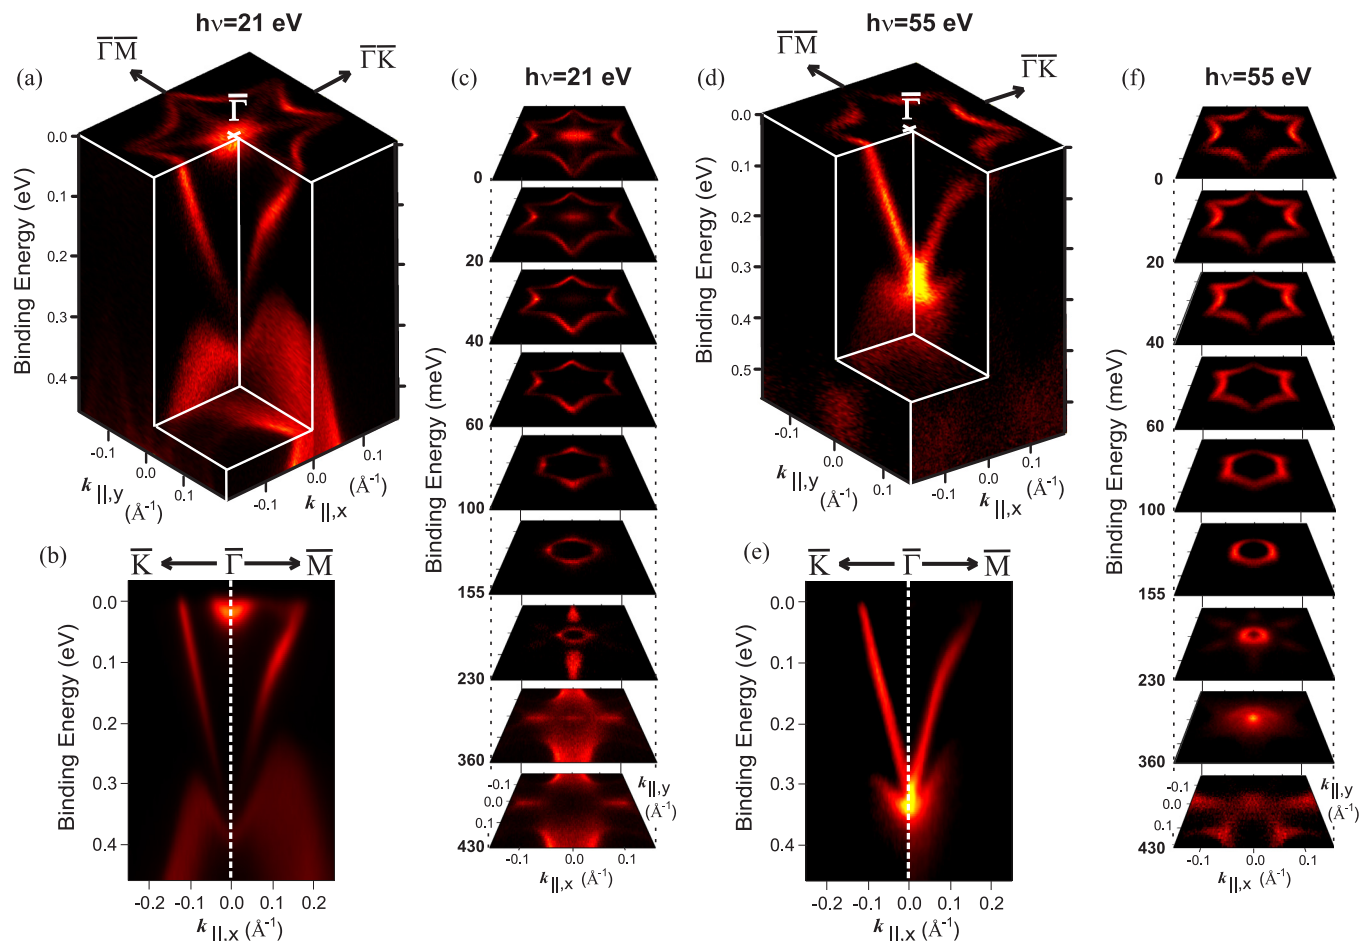 hν=21 eV
(a)
Γ̅M̅
Γ̅K̅
Γ̅
0.0
0.1
0.2
0.3
0.4
Binding Energy (eV)
-0.1
0.0
0.1
k ||,y
(Å⁻¹)
-0.1
0.0
0.1
k ||,x
(Å⁻¹)
(b)
K̅ Γ̅ M̅
0.0
0.1
0.2
0.3
0.4
Binding Energy (eV)
-0.2 -0.1 0.0 0.1 0.2
k ||,x (Å⁻¹)
(c)
hν=21 eV
0
20
40
60
100
155
230
360
430
Binding Energy (meV)
-0.1
0.0
0.1
k||,y
(Å⁻¹)
-0.1 0.0 0.1
k||,x (Å⁻¹)
hν=55 eV
(d)
Γ̅M̅
Γ̅K̅
Γ̅
0.0
0.1
0.2
0.3
0.4
0.5
Binding Energy (eV)
-0.1
0.0
0.1
k ||,y
(Å⁻¹)
-0.1
0.0
0.1
k ||,x
(Å⁻¹)
(e)
K̅ Γ̅ M̅
0.0
0.1
0.2
0.3
0.4
Binding Energy (eV)
-0.2 -0.1 0.0 0.1 0.2
k ||,x (Å⁻¹)
(f)
hν=55 eV
0
20
40
60
100
155
230
360
430
Binding Energy (meV)
-0.1
0.0
0.1
k||,y
(Å⁻¹)
-0.1 0.0 0.1
k||,x (Å⁻¹)